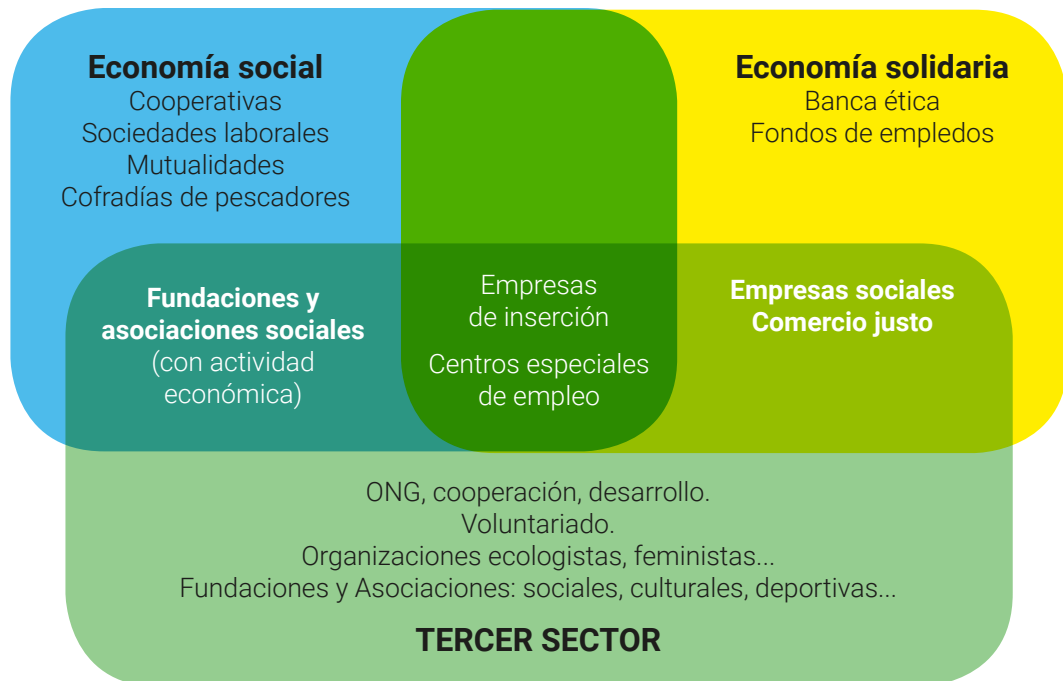 Economía social
Cooperativas
Sociedades laborales
Mutualidades
Cofradías de pescadores
Economía solidaria
Banca ética
Fondos de empledos
Fundaciones y
asociaciones sociales
(con actividad
económica)
Empresas
de inserción
Centros especiales
de empleo
Empresas sociales
Comercio justo
ONG, cooperación, desarrollo.
Voluntariado.
Organizaciones ecologistas, feministas...
Fundaciones y Asociaciones: sociales, culturales, deportivas...
TERCER SECTOR